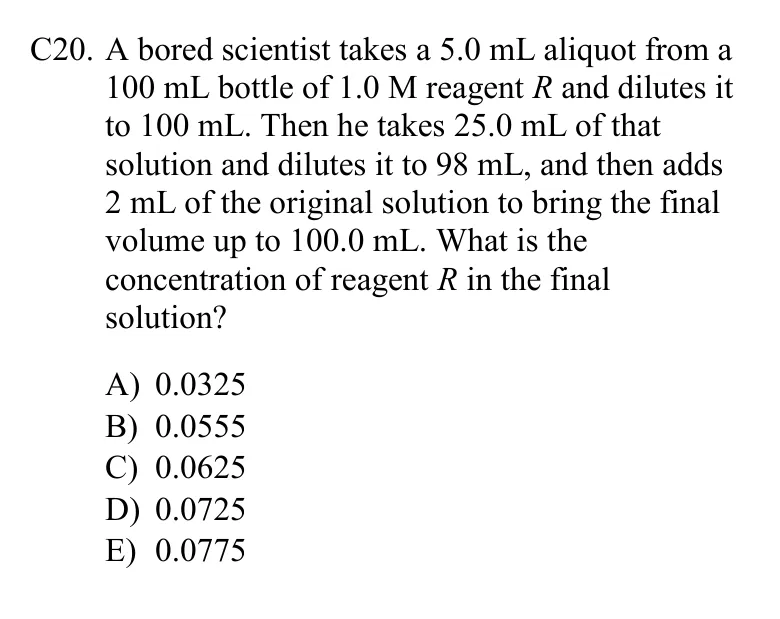 C20. A bored scientist takes a 5.0 mL aliquot from a
100 mL bottle of 1.0 M reagent R and dilutes it
to 100 mL. Then he takes 25.0 mL of that
solution and dilutes it to 98 mL, and then adds
2 mL of the original solution to bring the final
volume up to 100.0 mL. What is the
concentration of reagent R in the final
solution?
A) 0.0325
B) 0.0555
C) 0.0625
D) 0.0725
E) 0.0775